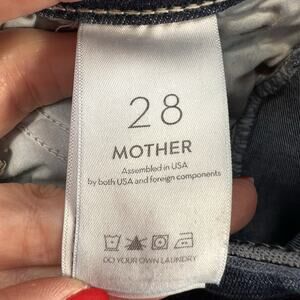 28
MOTHER
Assembled in USA
by both USA and foreign components
DO YOUR OWN LAUNDRY